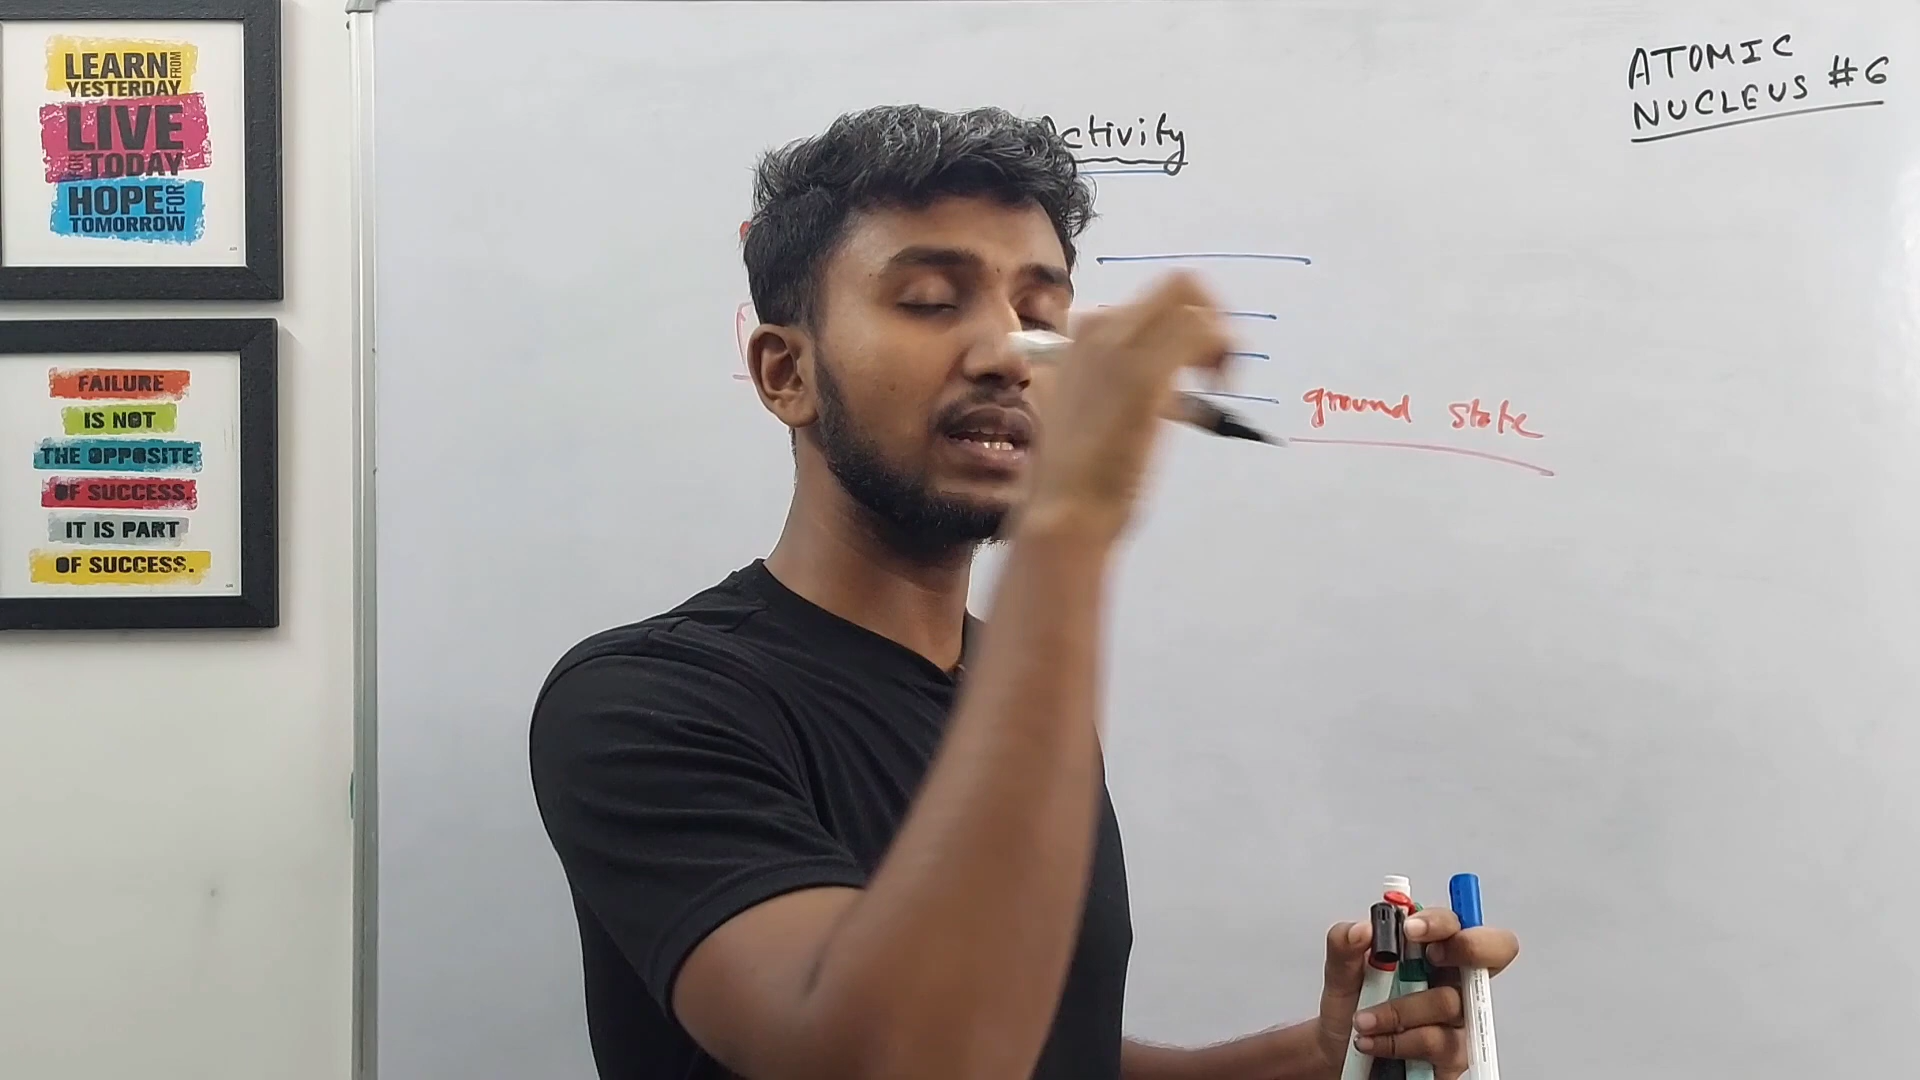 LEARN FROM
YESTERDAY
LIVE
FOR TODAY
HOPE FOR
TOMORROW
FAILURE
IS NOT
THE OPPOSITE
OF SUCCESS.
IT IS PART
OF SUCCESS.
ATOMIC
NUCLEUS #6
Activity
ground state